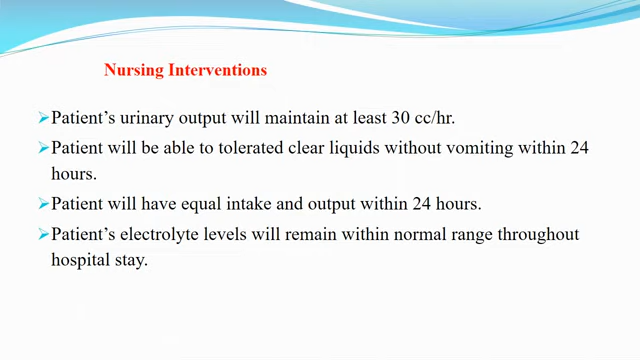 Nursing Interventions
➢Patient’s urinary output will maintain at least 30 cc/hr.
➢Patient will be able to tolerated clear liquids without vomiting within 24
hours.
➢Patient will have equal intake and output within 24 hours.
➢Patient’s electrolyte levels will remain within normal range throughout
hospital stay.